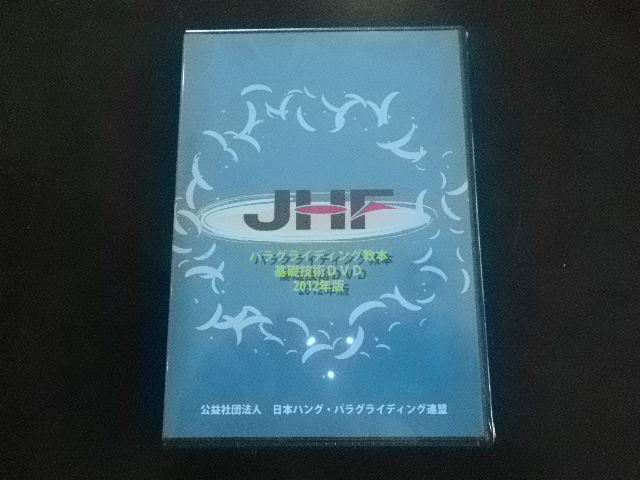 JHF
パラグライディング教本
基礎技術DVD
2012年版
公益社団法人 日本ハング・パラグライディング連盟